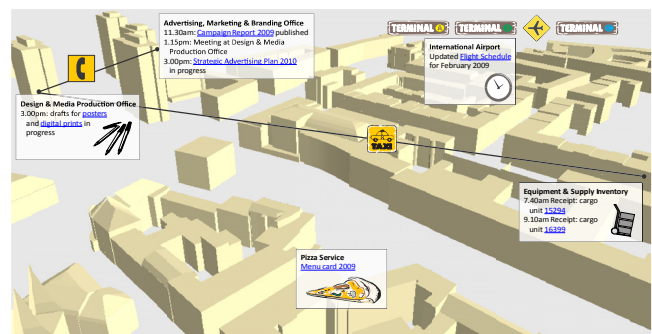 Advertising, Marketing & Branding Office
11.30am: Campaign Report 2009 published
1.15pm: Meeting at Design & Media
Production Office
3.00pm: Strategic Advertising Plan 2010
in progress
TERMINAL
TERMINAL
TERMINAL
International Airport
Updated Flight Schedule
for February 2009
Design & Media Production Office
3.00pm: drafts for posters
and digital prints in
progress
TAXI
Equipment & Supply Inventory
7.40am Receipt: cargo
unit 15294
9.10am Receipt: cargo
unit 16399
Pizza Service
Menu card 2009